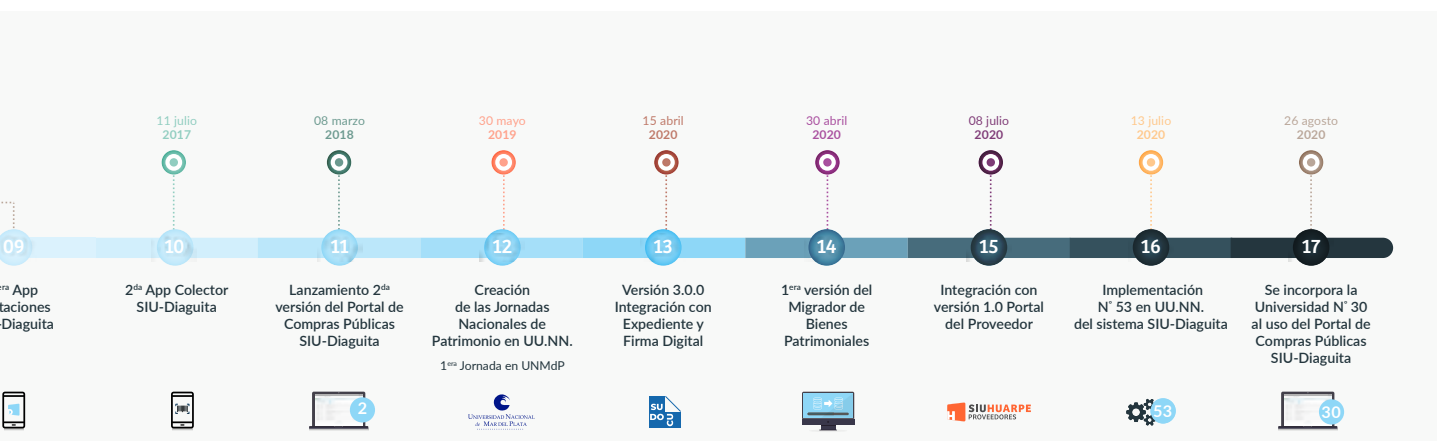 11 julio
2017
08 marzo
2018
30 mayo
2019
15 abril
2020
30 abril
2020
08 julio
2020
13 julio
2020
26 agosto
2020
09
10
11
12
13
14
15
16
17
era App
taciones
-Diaguita
2da App Colector
SIU-Diaguita
Lanzamiento 2da
versión del Portal de
Compras Públicas
SIU-Diaguita
Creación
de las Jornadas
Nacionales de
Patrimonio en UU.NN.
1era Jornada en UNMdP
Versión 3.0.0
Integración con
Expediente y
Firma Digital
1era versión del
Migrador de
Bienes
Patrimoniales
Integración con
versión 1.0 Portal
del Proveedor
Implementación
N° 53 en UU.NN.
del sistema SIU-Diaguita
Se incorpora la
Universidad N° 30
al uso del Portal de
Compras Públicas
SIU-Diaguita
2
UNIVERSIDAD NACIONAL
de MAR DEL PLATA
SU
DO
CU
SIUHUARPE
PROVEEDORES
53
30